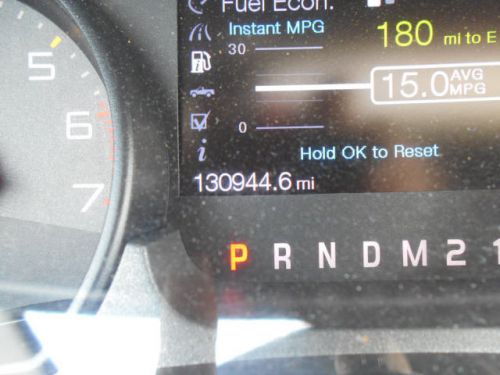 Fuel Econ.
Instant MPG
180 mi to E
30
15.0 AVG MPG
0
Hold OK to Reset
130944.6 mi
5
6
7
P R N D M 2 1